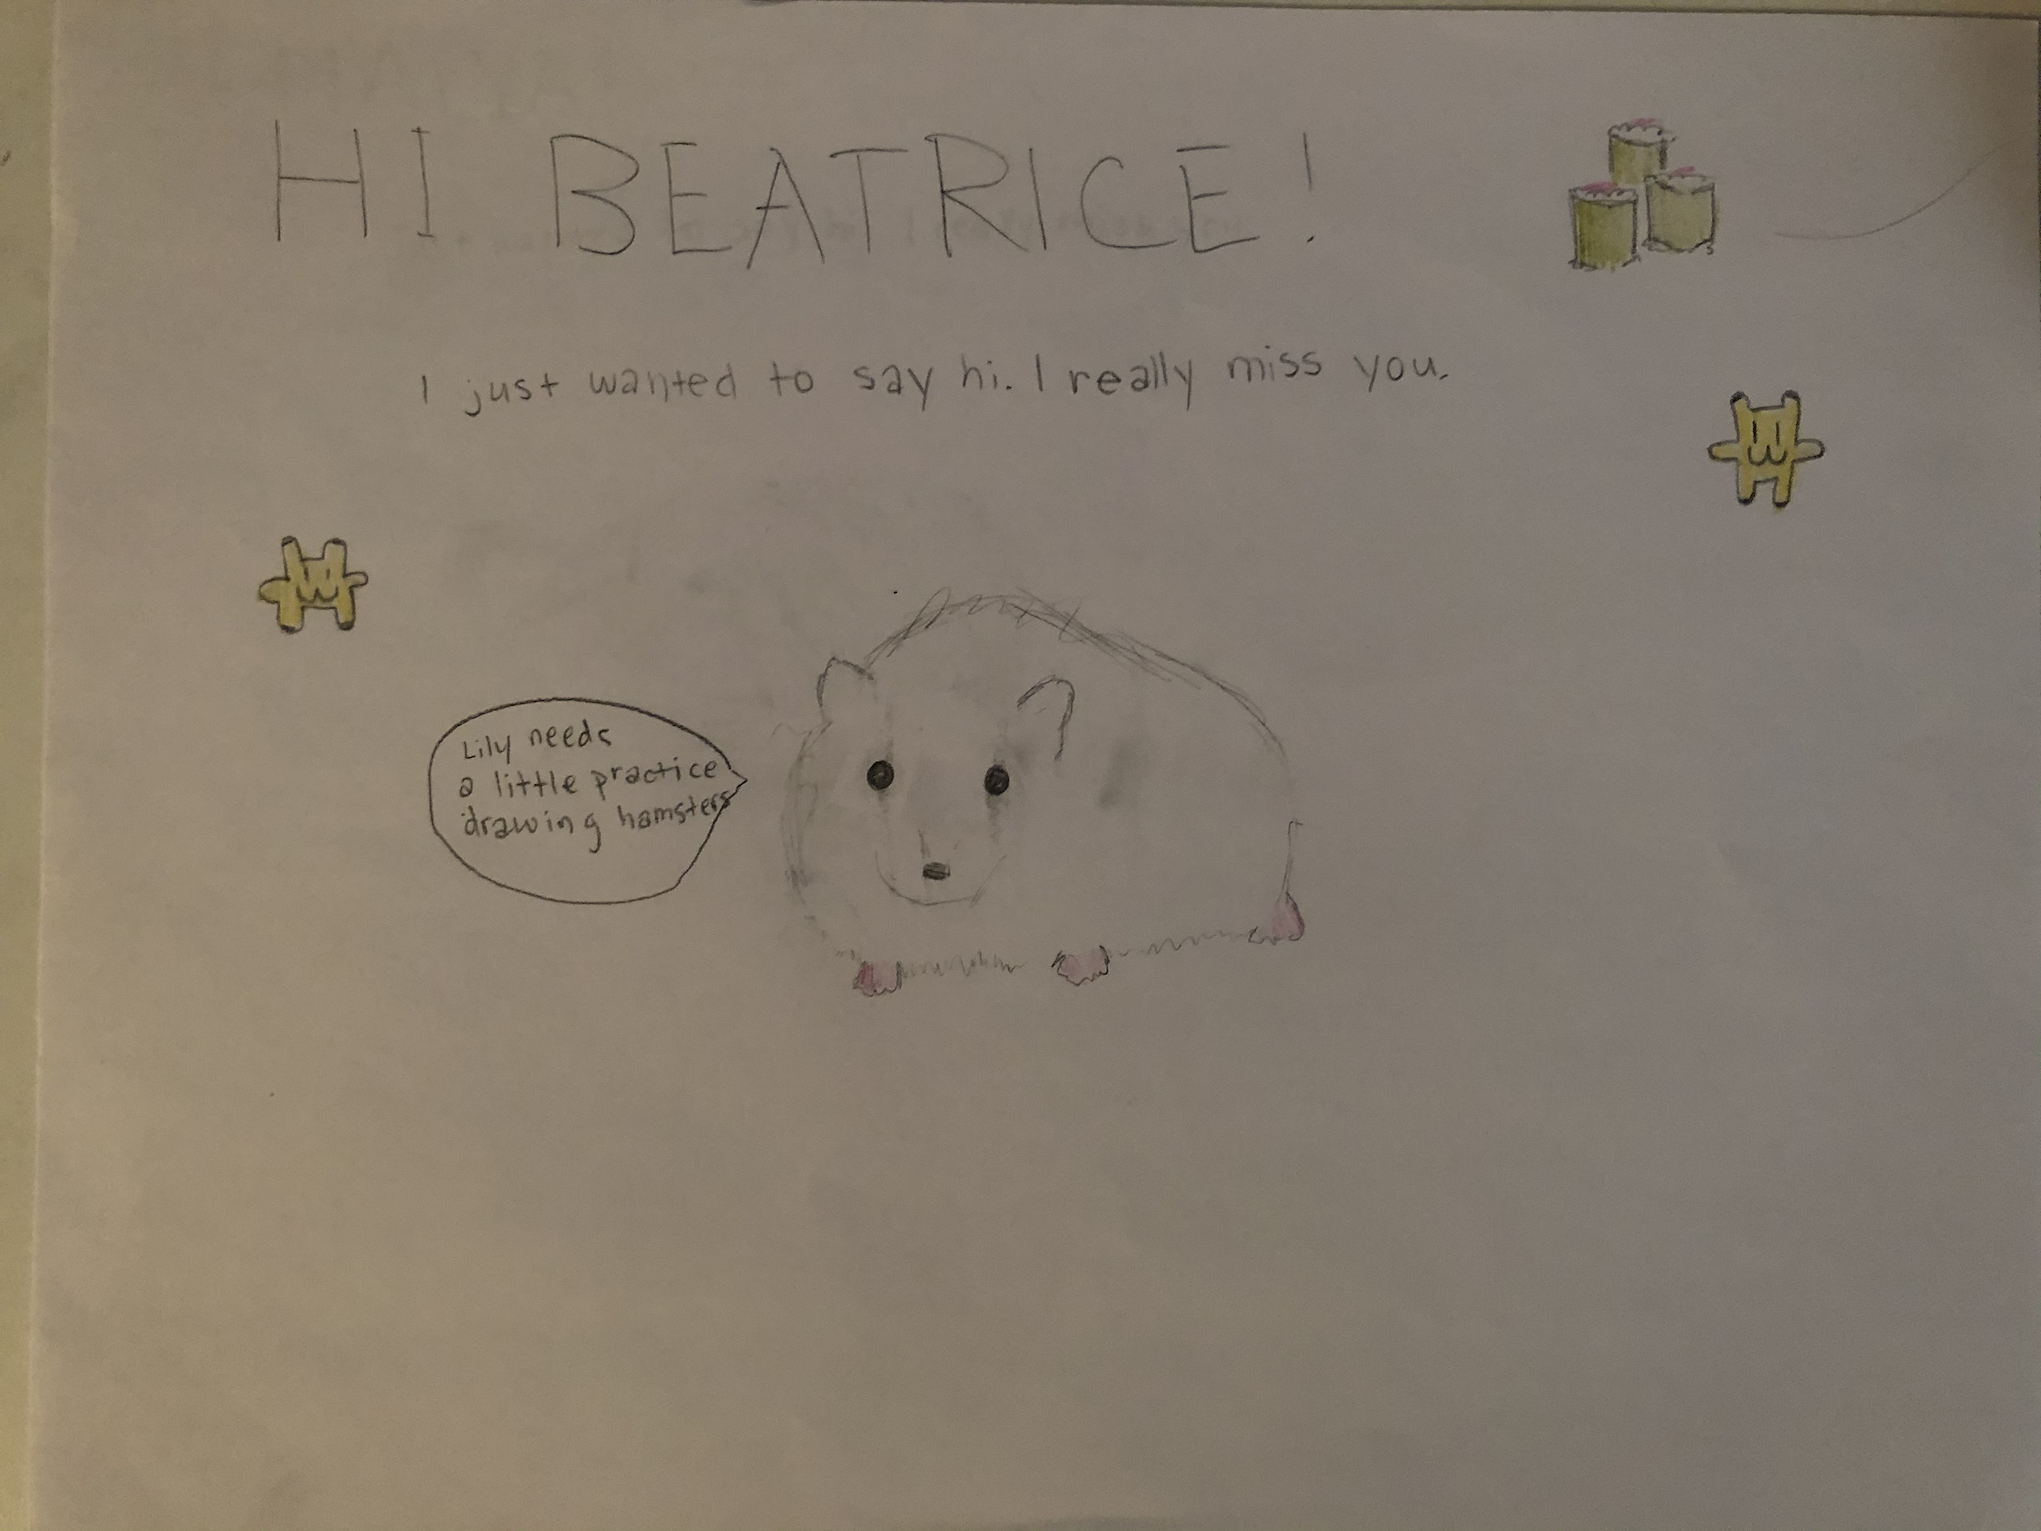 HI BEATRICE!
I just wanted to say hi. I really miss you.
Lily needs
a little practice
drawing hamsters